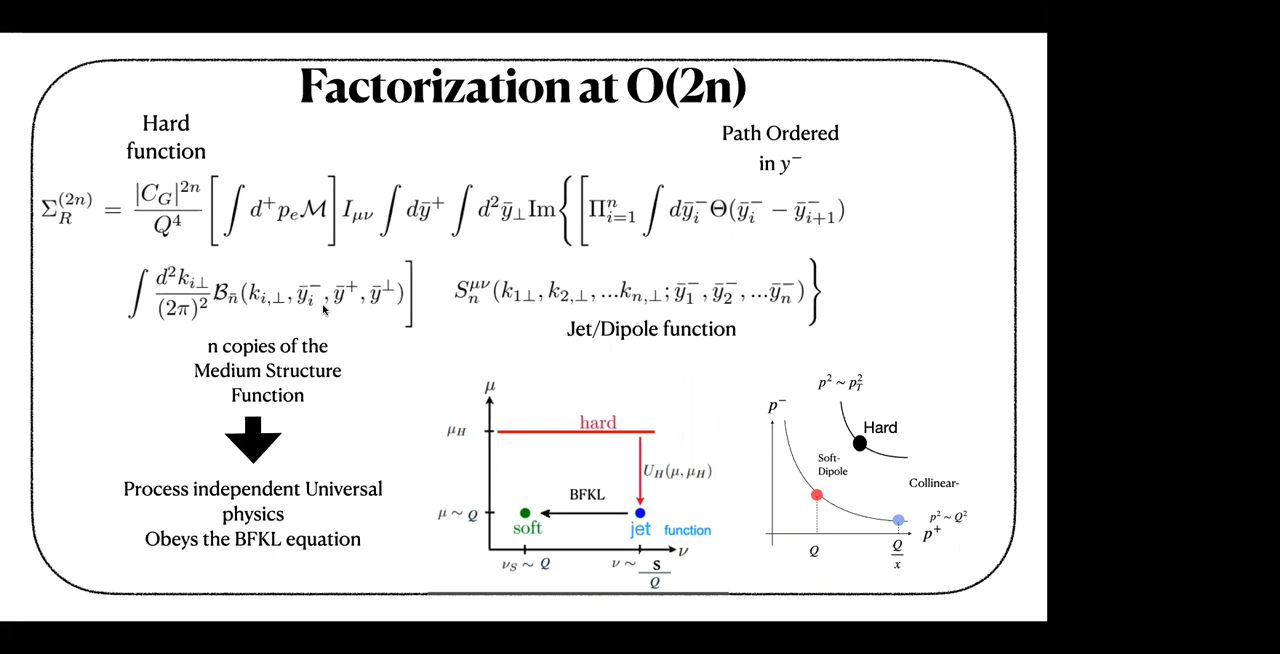 Factorization at O(2n)
Hard
function
Path Ordered
in y⁻
Σ_R^{(2n)} = |C_G|^{2n} / Q⁴ [ ∫ d⁺p_e ℳ ] I_{μν} ∫ dȳ⁺ ∫ d²ȳ_⊥ Im{ [ Π_{i=1}^n ∫ dȳ_i⁻ Θ(ȳ_i⁻ − ȳ_{i+1}⁻)
∫ d²k_{i⊥} / (2π)² 𝓑_{n̄}(k_{i,⊥}, ȳ_i⁻, ȳ⁺, ȳ^⊥) ] S_n^{μν}(k_{1⊥}, k_{2,⊥}, ...k_{n,⊥}; ȳ_1⁻, ȳ_2⁻, ...ȳ_n⁻) }
Jet/Dipole function
n copies of the
Medium Structure
Function
Process independent Universal
physics
Obeys the BFKL equation
μ
hard
μ_H
U_H(μ, μ_H)
BFKL
μ ~ Q
soft
jet function
ν
ν_S ~ Q
ν ~ s/Q
p² ~ p_T²
p⁻
Hard
Soft-
Dipole
Collinear-
p² ~ Q²
p⁺
Q
Q/x